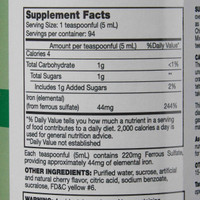 Supplement Facts
Serving size: 1 teaspoonful (5 mL)
Servings per container: 94
Amount per teaspoonful (5 mL) %Daily Value*
Calories 4
Total Carbohydrate 1g <1%
Total Sugars 1g **
Includes 1g Added Sugars 2%
Iron (elemental)
(from ferrous sulfate) 44mg 244%
*% Daily Value tells you how much a nutrient in a serving
of food contributes to a daily diet. 2,000 calories a day is
used for general nutrition advice.
**Daily Value not established
Each teaspoonful (5mL) contains 220mg Ferrous Sulfate,
providing approximately 44mg of elemental iron.
OTHER INGREDIENTS: Purified water, sucrose, artificial
and natural cherry flavor, citric acid, sodium benzoate,
sucralose, FD&C yellow #6.